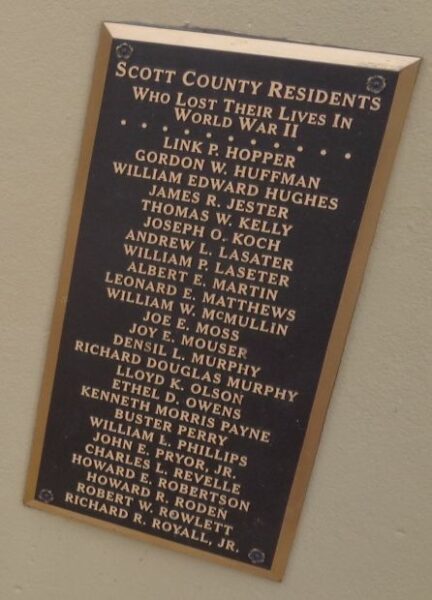 SCOTT COUNTY RESIDENTS
WHO LOST THEIR LIVES IN
WORLD WAR II
LINK P. HOPPER
GORDON W. HUFFMAN
WILLIAM EDWARD HUGHES
JAMES R. JESTER
THOMAS W. KELLY
JOSEPH O. KOCH
ANDREW L. LASATER
WILLIAM P. LASETER
ALBERT E. MARTIN
LEONARD E. MATTHEWS
WILLIAM W. MCMULLIN
JOE E. MOSS
JOY E. MOUSER
DENSIL L. MURPHY
RICHARD DOUGLAS MURPHY
LLOYD K. OLSON
ETHEL D. OWENS
KENNETH MORRIS PAYNE
BUSTER PERRY
WILLIAM L. PHILLIPS
JOHN E. PRYOR, JR.
CHARLES L. REVELLE
HOWARD E. ROBERTSON
HOWARD R. RODEN
ROBERT W. ROWLETT
RICHARD R. ROYALL, JR.